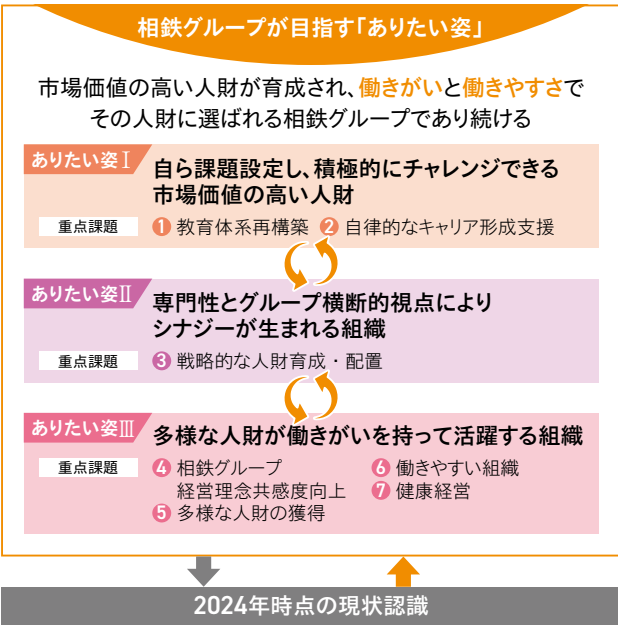 相鉄グループが目指す「ありたい姿」
市場価値の高い人財が育成され、働きがいと働きやすさで
その人財に選ばれる相鉄グループであり続ける
ありたい姿Ⅰ
自ら課題設定し、積極的にチャレンジできる
市場価値の高い人財
重点課題 ❶ 教育体系再構築 ❷ 自律的なキャリア形成支援
ありたい姿Ⅱ
専門性とグループ横断的視点により
シナジーが生まれる組織
重点課題 ❸ 戦略的な人財育成・配置
ありたい姿Ⅲ
多様な人財が働きがいを持って活躍する組織
重点課題 ❹ 相鉄グループ
経営理念共感度向上
❺ 多様な人財の獲得
❻ 働きやすい組織
❼ 健康経営
2024年時点の現状認識